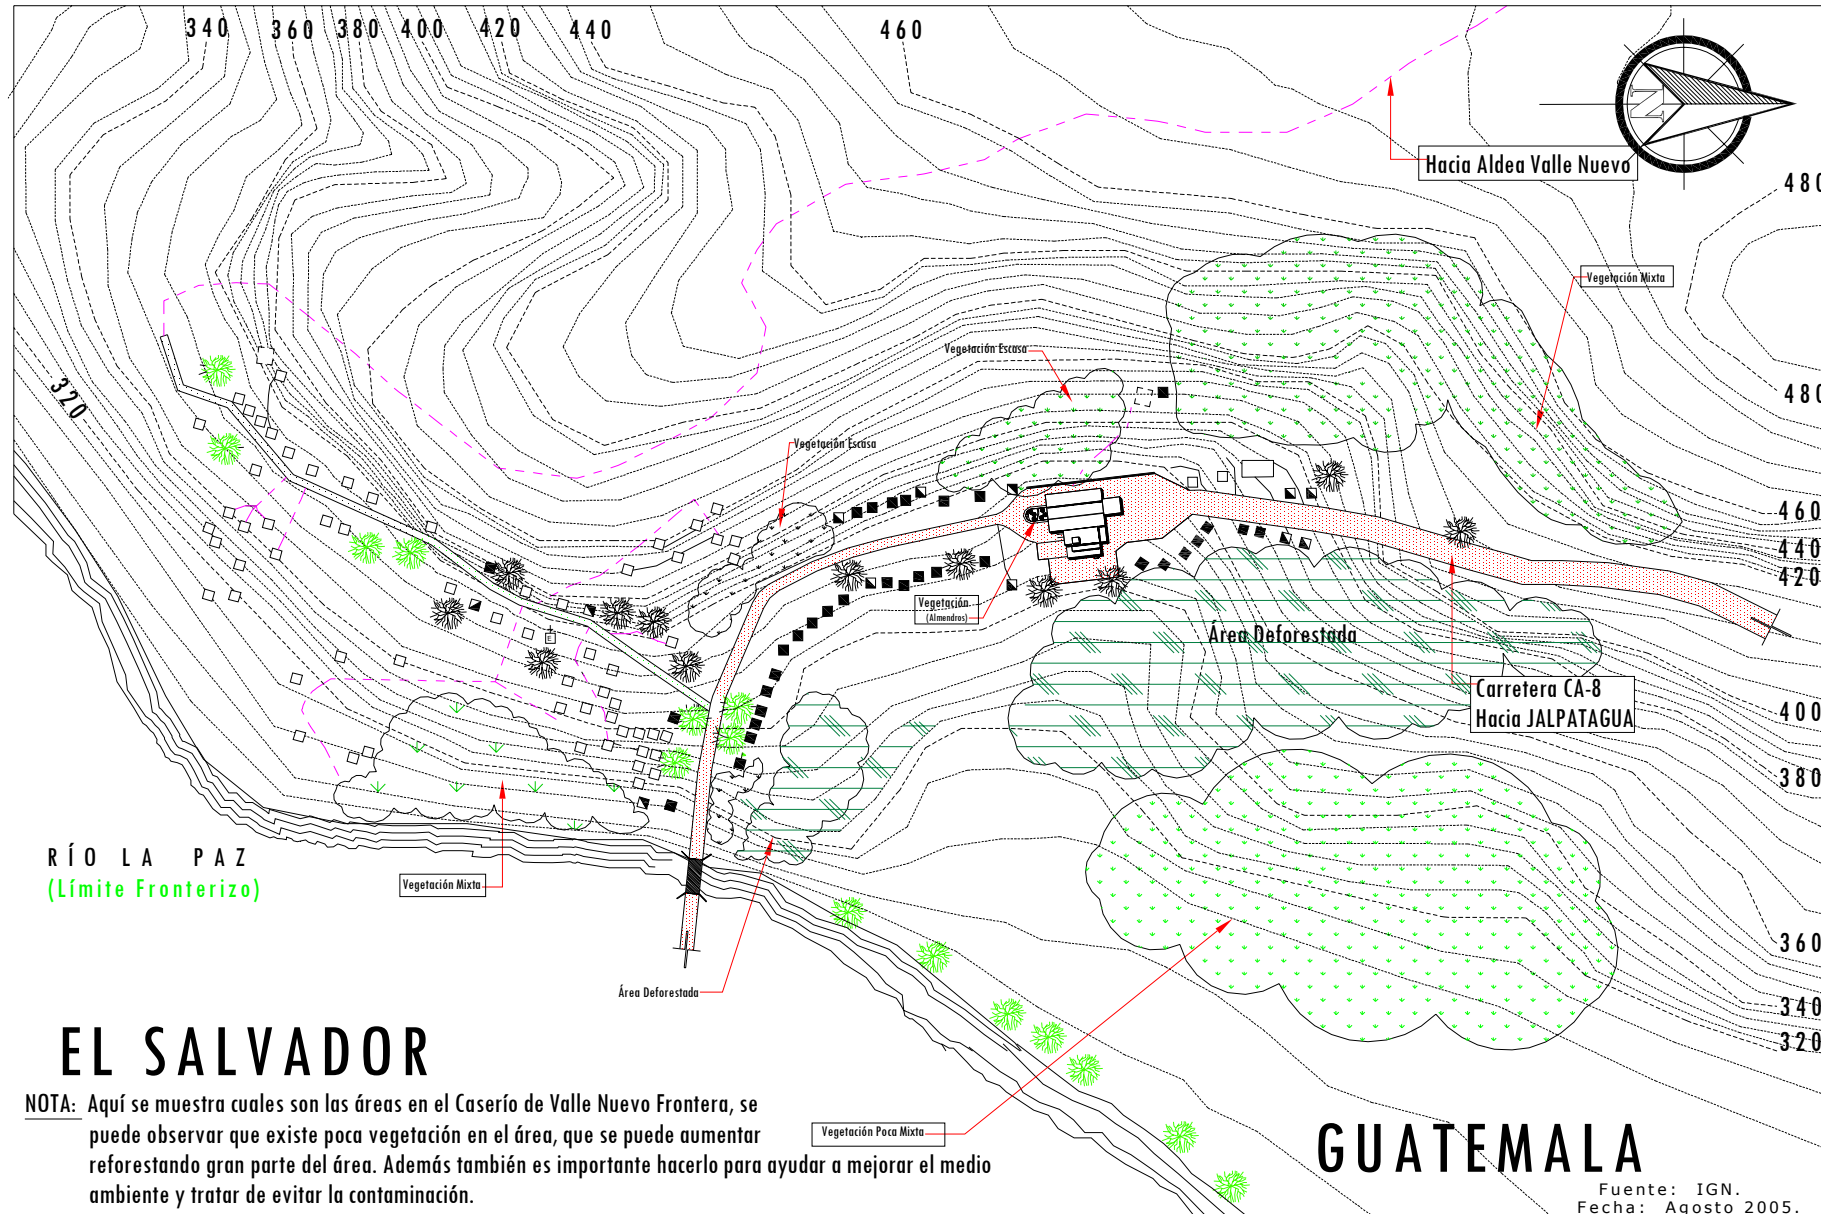 340
360
380
400
420
440
460
N
Hacia Aldea Valle Nuevo
480
Vegetación Mixta
Vegetación Escasa
320
480
Vegetación Escasa
460
440
420
Vegetación
(Almendros)
Área Deforestada
E
Carretera CA-8
Hacia JALPATAGUA
400
380
RÍO LA PAZ
(Límite Fronterizo)
Vegetación Mixta
360
Área Deforestada
340
320
EL SALVADOR
NOTA: Aquí se muestra cuales son las áreas en el Caserío de Valle Nuevo Frontera, se
puede observar que existe poca vegetación en el área, que se puede aumentar
reforestando gran parte del área. Además también es importante hacerlo para ayudar a mejorar el medio
ambiente y tratar de evitar la contaminación.
Vegetación Poca Mixta
GUATEMALA
Fuente: IGN.
Fecha: Agosto 2005.